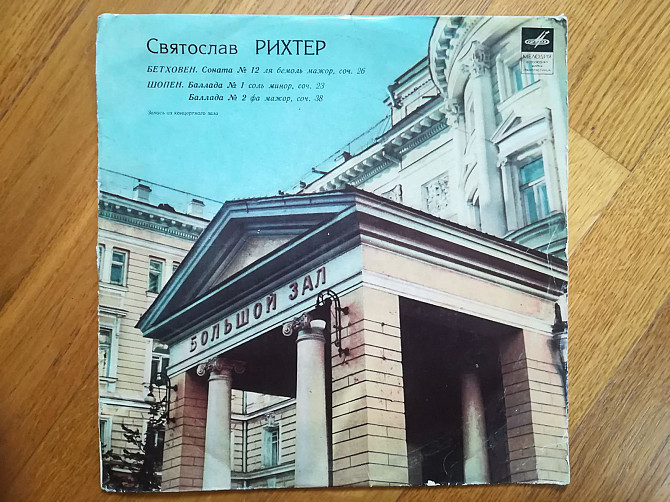 Святослав РИХТЕР
БЕТХОВЕН. Соната № 12 ля бемоль мажор, соч. 26
ШОПЕН. Баллада № 1 соль минор, соч. 23
Баллада № 2 фа мажор, соч. 38
Запись из концертного зала
БОЛЬШОЙ ЗАЛ
МЕЛОДИЯ